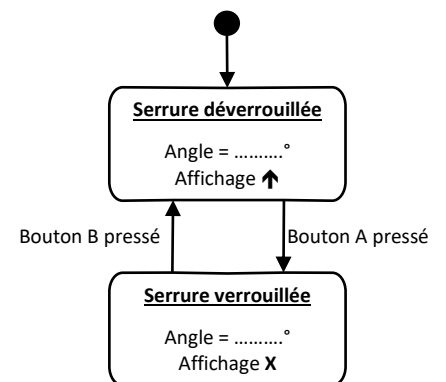 Serrure déverrouillée
Angle = ……….°
Affichage 🡹
Bouton B pressé
Bouton A pressé
Serrure verrouillée
Angle = ……….°
Affichage X